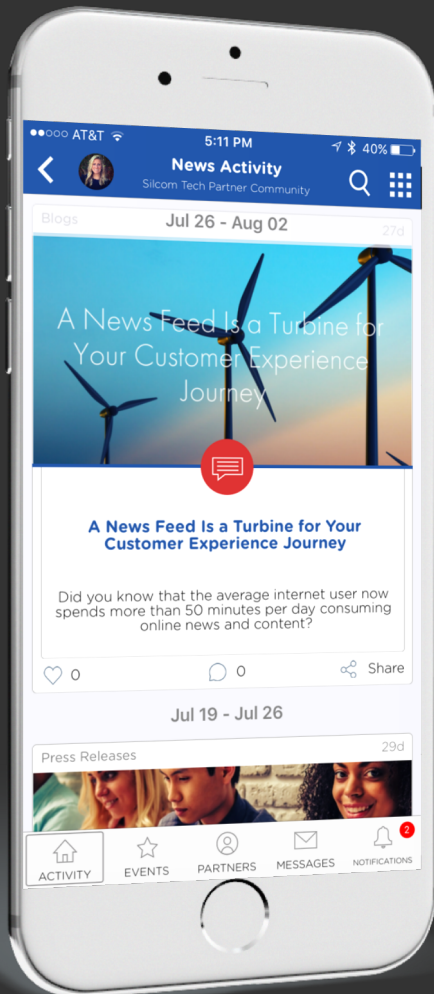 AT&T
5:11 PM
40%
News Activity
Silcom Tech Partner Community
Blogs
Jul 26 - Aug 02
27d
A News Feed Is a Turbine for
Your Customer Experience
Journey
A News Feed Is a Turbine for Your
Customer Experience Journey
Did you know that the average internet user now
spends more than 50 minutes per day consuming
online news and content?
0
0
Share
Jul 19 - Jul 26
Press Releases
29d
2
ACTIVITY
EVENTS
PARTNERS
MESSAGES
NOTIFICATIONS